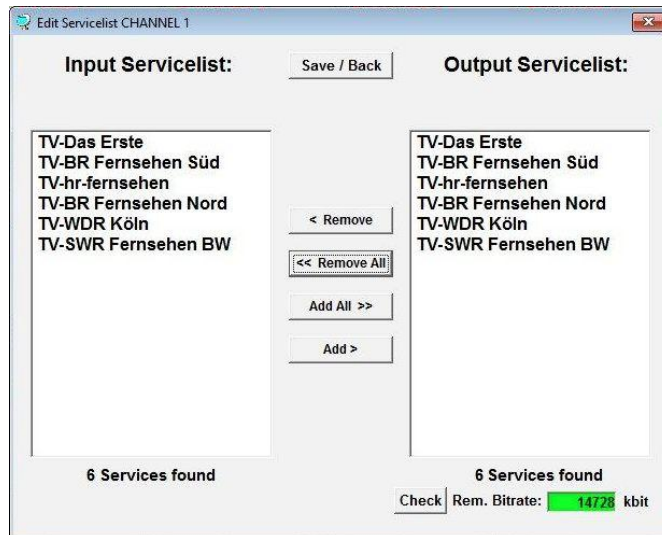 Edit Servicelist CHANNEL 1
Input Servicelist:
Save / Back
Output Servicelist:
TV-Das Erste
TV-BR Fernsehen Süd
TV-hr-fernsehen
TV-BR Fernsehen Nord
TV-WDR Köln
TV-SWR Fernsehen BW
< Remove
<< Remove All
Add All >>
Add >
TV-Das Erste
TV-BR Fernsehen Süd
TV-hr-fernsehen
TV-BR Fernsehen Nord
TV-WDR Köln
TV-SWR Fernsehen BW
6 Services found
6 Services found
Check Rem. Bitrate: 14728 kbit